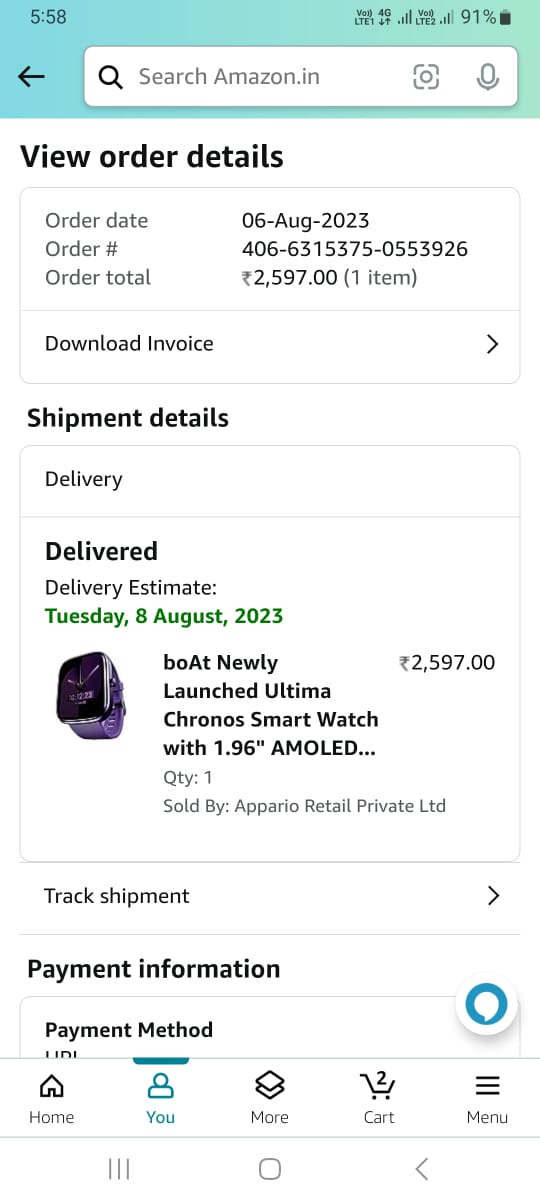 5:58
Vo)) LTE1 4G Vo)) LTE2 91%
Search Amazon.in
View order details
Order date 06-Aug-2023
Order # 406-6315375-0553926
Order total ₹2,597.00 (1 item)
Download Invoice
Shipment details
Delivery
Delivered
Delivery Estimate:
Tuesday, 8 August, 2023
boAt Newly ₹2,597.00
Launched Ultima
Chronos Smart Watch
with 1.96" AMOLED...
Qty: 1
Sold By: Appario Retail Private Ltd
Track shipment
Payment information
Payment Method
UPI
2
Home You More Cart Menu